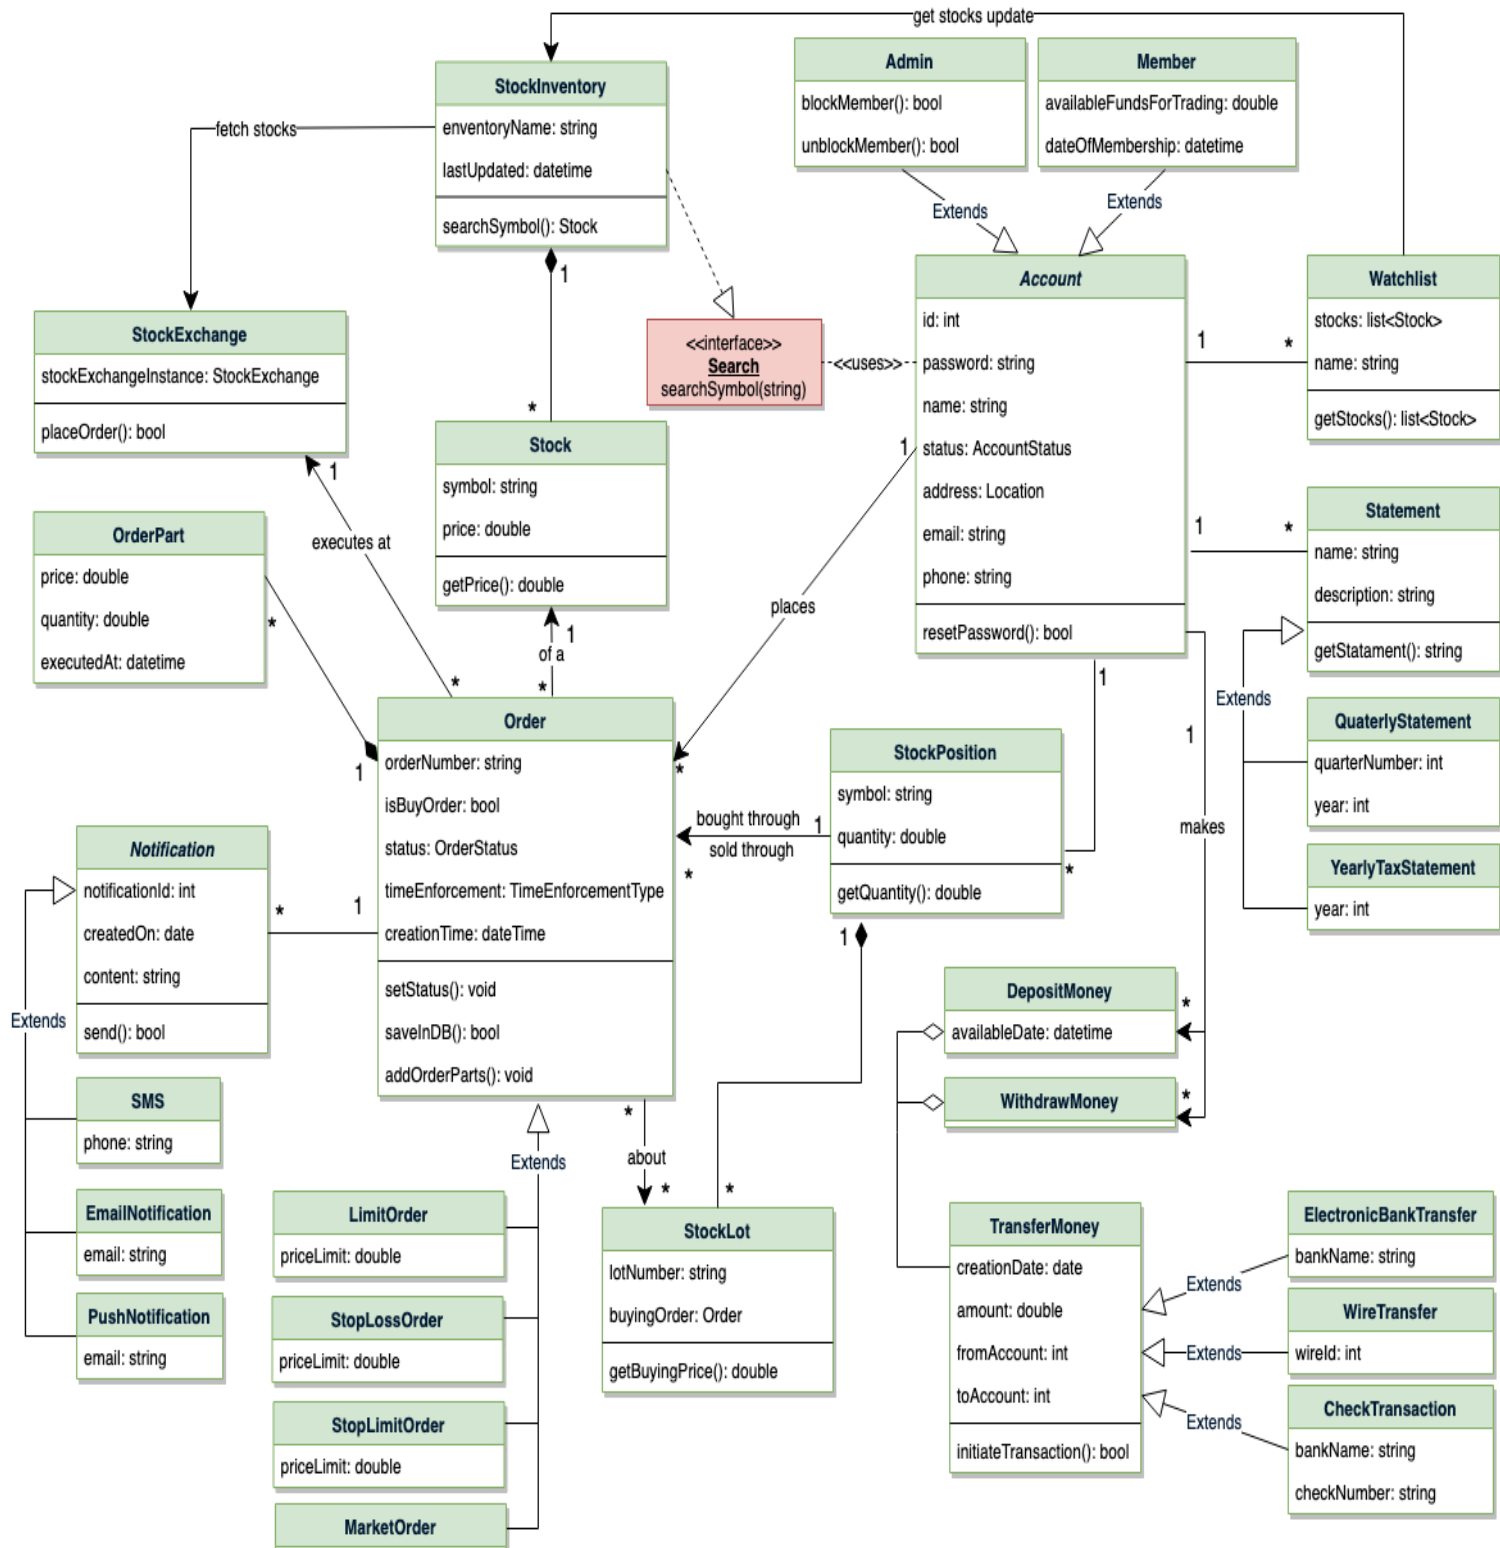 get stocks update
StockInventory
enventoryName: string
lastUpdated: datetime
searchSymbol(): Stock
fetch stocks
Admin
blockMember(): bool
unblockMember(): bool
Member
availableFundsForTrading: double
dateOfMembership: datetime
Extends
Extends
1
StockExchange
stockExchangeInstance: StockExchange
placeOrder(): bool
1
<<interface>>
Search
searchSymbol(string)
<<uses>>
Account
id: int
password: string
name: string
status: AccountStatus
address: Location
email: string
phone: string
resetPassword(): bool
1
*
Watchlist
stocks: list<Stock>
name: string
getStocks(): list<Stock>
*
Stock
symbol: string
price: double
getPrice(): double
1
of a
*
1
places
*
executes at
*
OrderPart
price: double
quantity: double
executedAt: datetime
*
1
1
*
Statement
name: string
description: string
getStatament(): string
Extends
QuaterlyStatement
quarterNumber: int
year: int
YearlyTaxStatement
year: int
Order
orderNumber: string
isBuyOrder: bool
status: OrderStatus
timeEnforcement: TimeEnforcementType
creationTime: dateTime
setStatus(): void
saveInDB(): bool
addOrderParts(): void
bought through
sold through
1
*
StockPosition
symbol: string
quantity: double
getQuantity(): double
1
*
1
1
makes
*
*
Notification
notificationId: int
createdOn: date
content: string
send(): bool
*
1
Extends
SMS
phone: string
EmailNotification
email: string
PushNotification
email: string
DepositMoney
availableDate: datetime
WithdrawMoney
Extends
LimitOrder
priceLimit: double
StopLossOrder
priceLimit: double
StopLimitOrder
priceLimit: double
MarketOrder
*
about
*
*
StockLot
lotNumber: string
buyingOrder: Order
getBuyingPrice(): double
TransferMoney
creationDate: date
amount: double
fromAccount: int
toAccount: int
initiateTransaction(): bool
Extends
Extends
Extends
ElectronicBankTransfer
bankName: string
WireTransfer
wireId: int
CheckTransaction
bankName: string
checkNumber: string